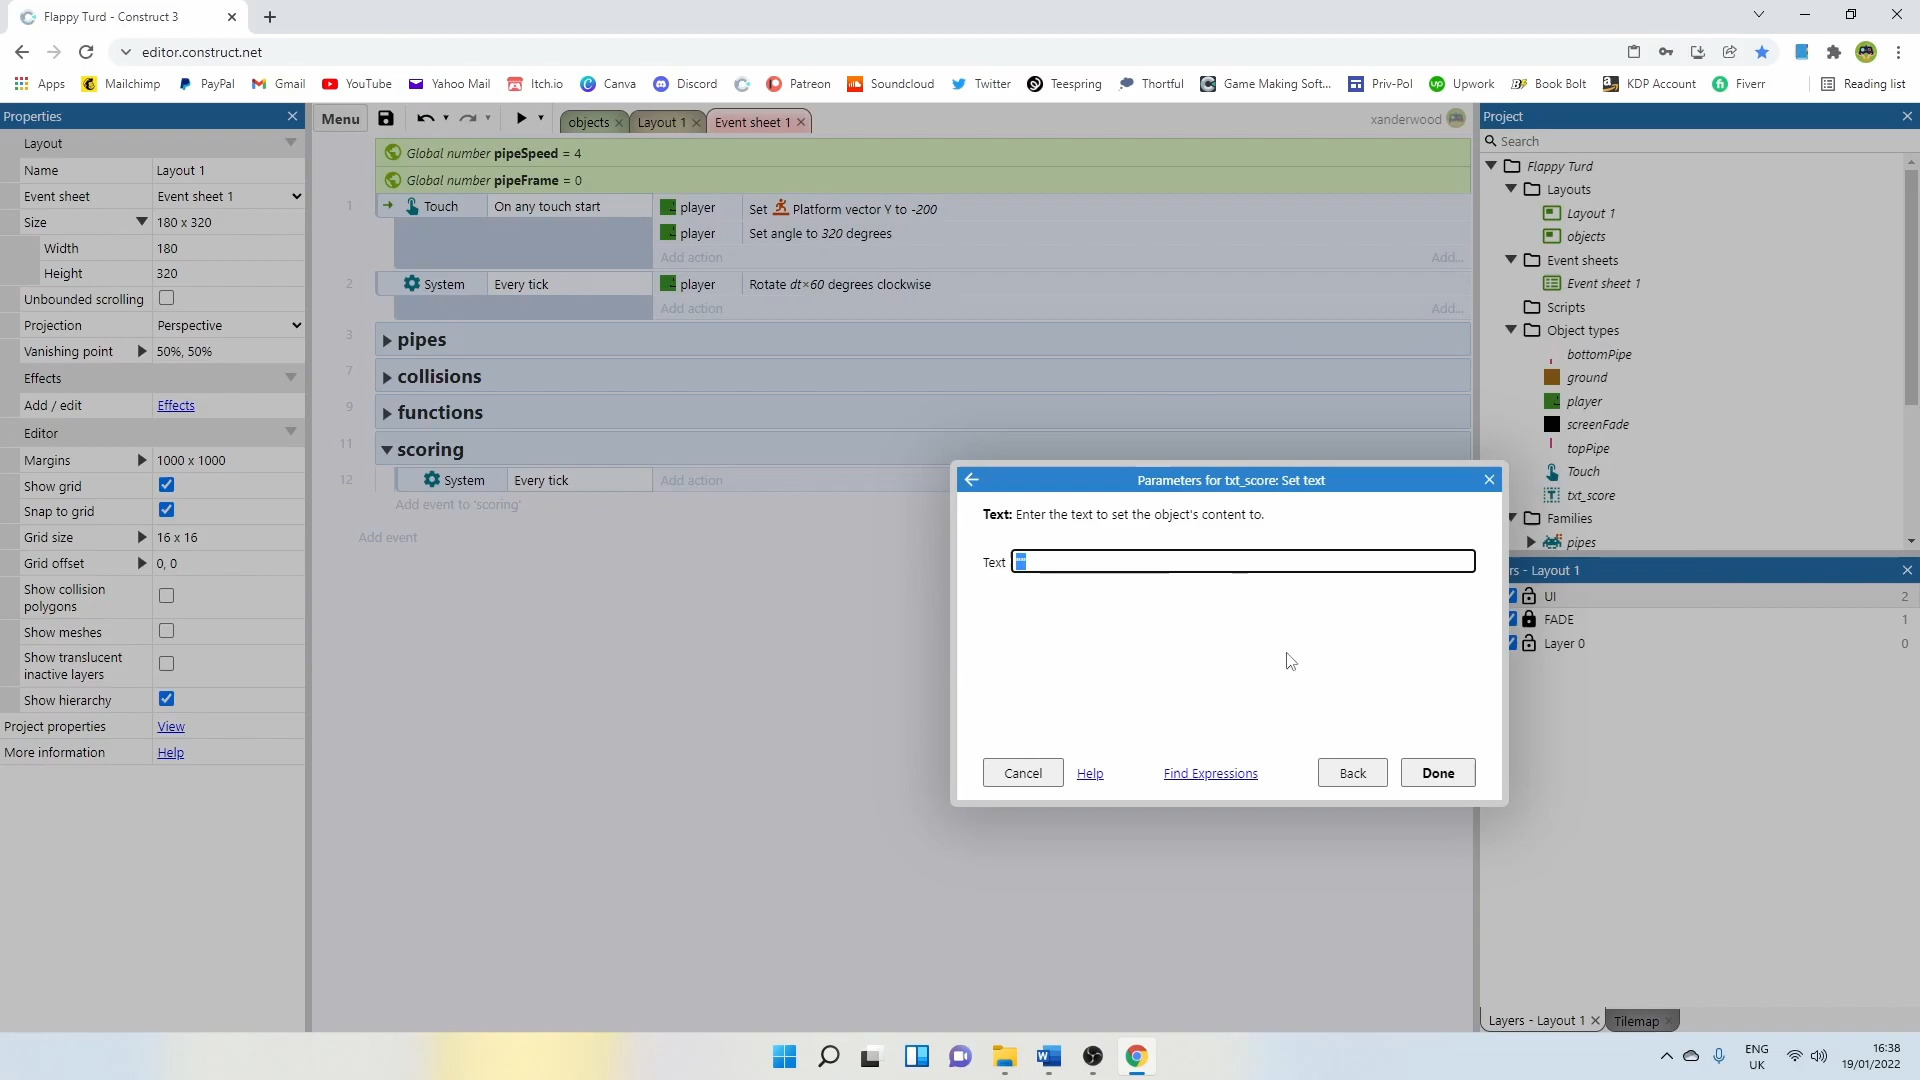 Flappy Turd - Construct 3
editor.construct.net
Apps Mailchimp PayPal Gmail YouTube Yahoo Mail Itch.io Canva Discord Patreon Soundcloud Twitter Teespring Thortful Game Making Soft... Priv-Pol Upwork Book Bolt KDP Account Fiverr Reading list
Properties
Layout
Name Layout 1
Event sheet Event sheet 1
Size 180 x 320
Width 180
Height 320
Unbounded scrolling
Projection Perspective
Vanishing point 50%, 50%
Effects
Add / edit Effects
Editor
Margins 1000 x 1000
Show grid
Snap to grid
Grid size 16 x 16
Grid offset 0, 0
Show collision
polygons
Show meshes
Show translucent
inactive layers
Show hierarchy
Project properties View
More information Help
Menu
objects Layout 1 Event sheet 1
xanderwood
Global number pipeSpeed = 4
Global number pipeFrame = 0
1 Touch On any touch start player Set Platform vector Y to -200
player Set angle to 320 degrees
Add action Add...
2 System Every tick player Rotate dt×60 degrees clockwise
Add action Add...
3 pipes
7 collisions
9 functions
11 scoring
12 System Every tick Add action
Add event to 'scoring'
Add event
Parameters for txt_score: Set text
Text: Enter the text to set the object's content to.
Text ""
Cancel Help Find Expressions Back Done
Project
Search
Flappy Turd
Layouts
Layout 1
objects
Event sheets
Event sheet 1
Scripts
Object types
bottomPipe
ground
player
screenFade
topPipe
Touch
txt_score
Families
pipes
rs - Layout 1
UI 2
FADE 1
Layer 0 0
Layers - Layout 1 Tilemap
ENG
UK
16:38
19/01/2022